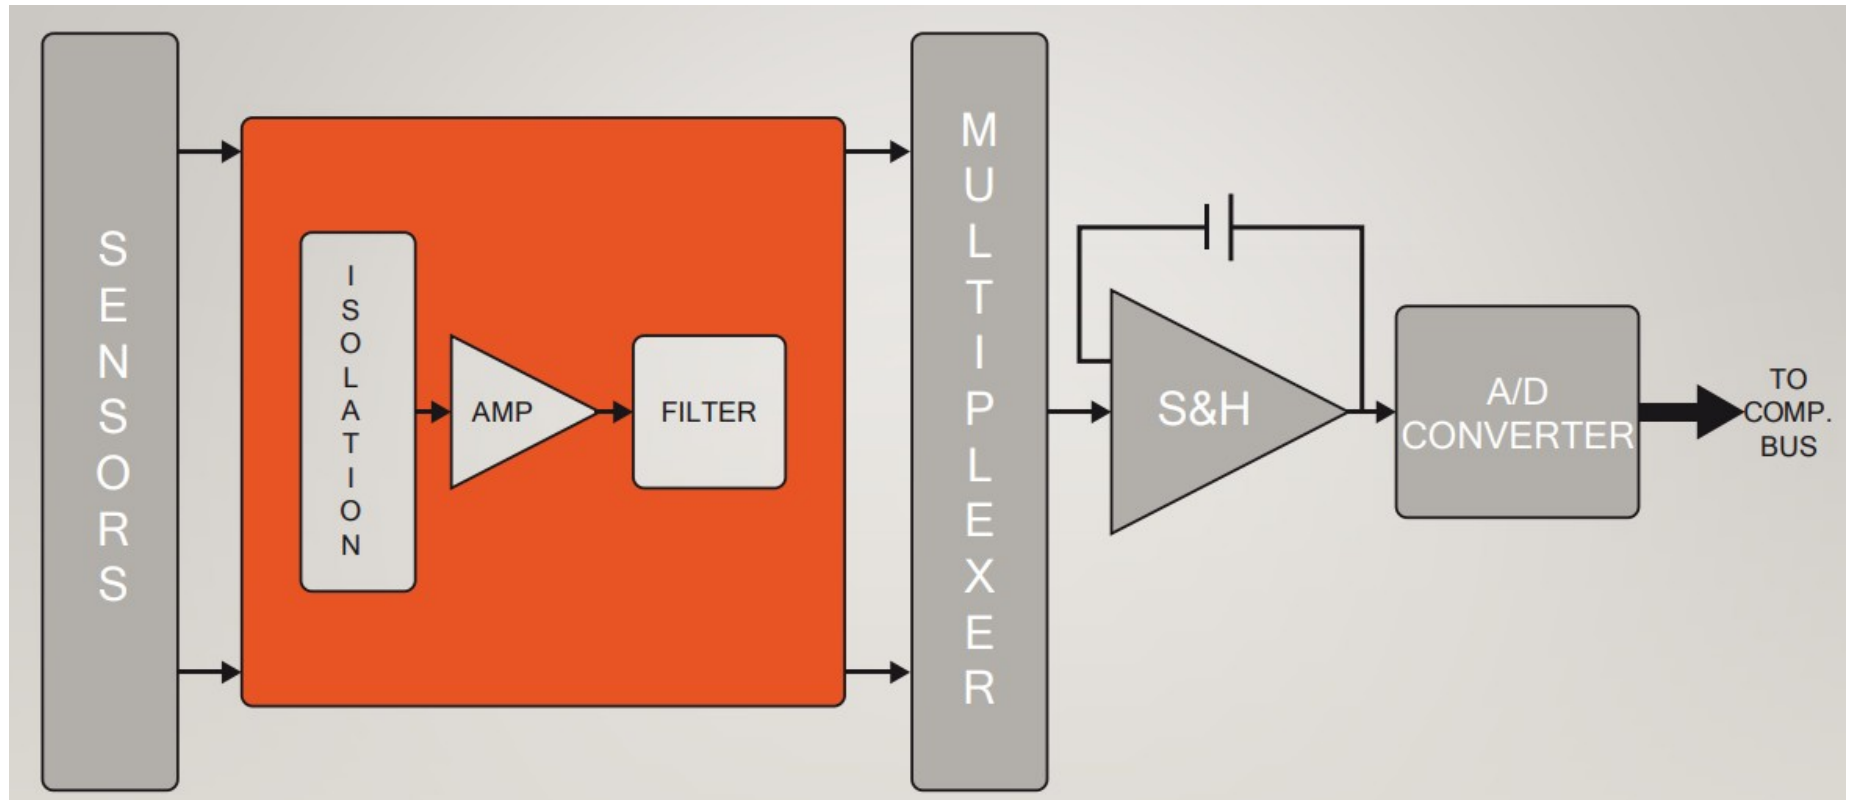 SENSORS
ISOLATION
AMP
FILTER
MULTIPLEXER
S&H
A/D
CONVERTER
TO
COMP.
BUS